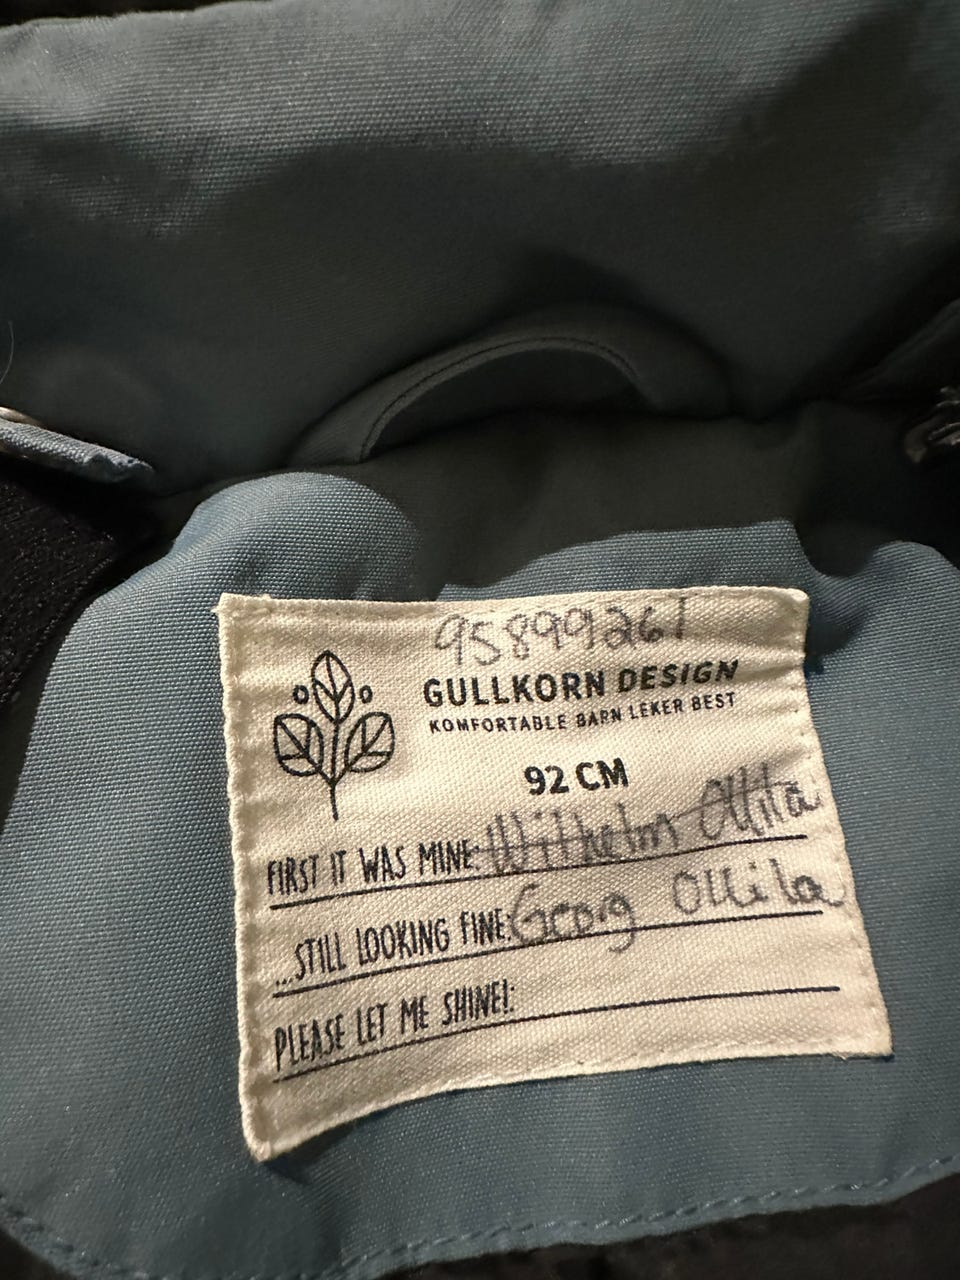 95899261
GULLKORN DESIGN
KOMFORTABLE BARN LEKER BEST
92 CM
FIRST IT WAS MINE: Wilhelm Ollila
...STILL LOOKING FINE: Georg Ollila
PLEASE LET ME SHINE!: